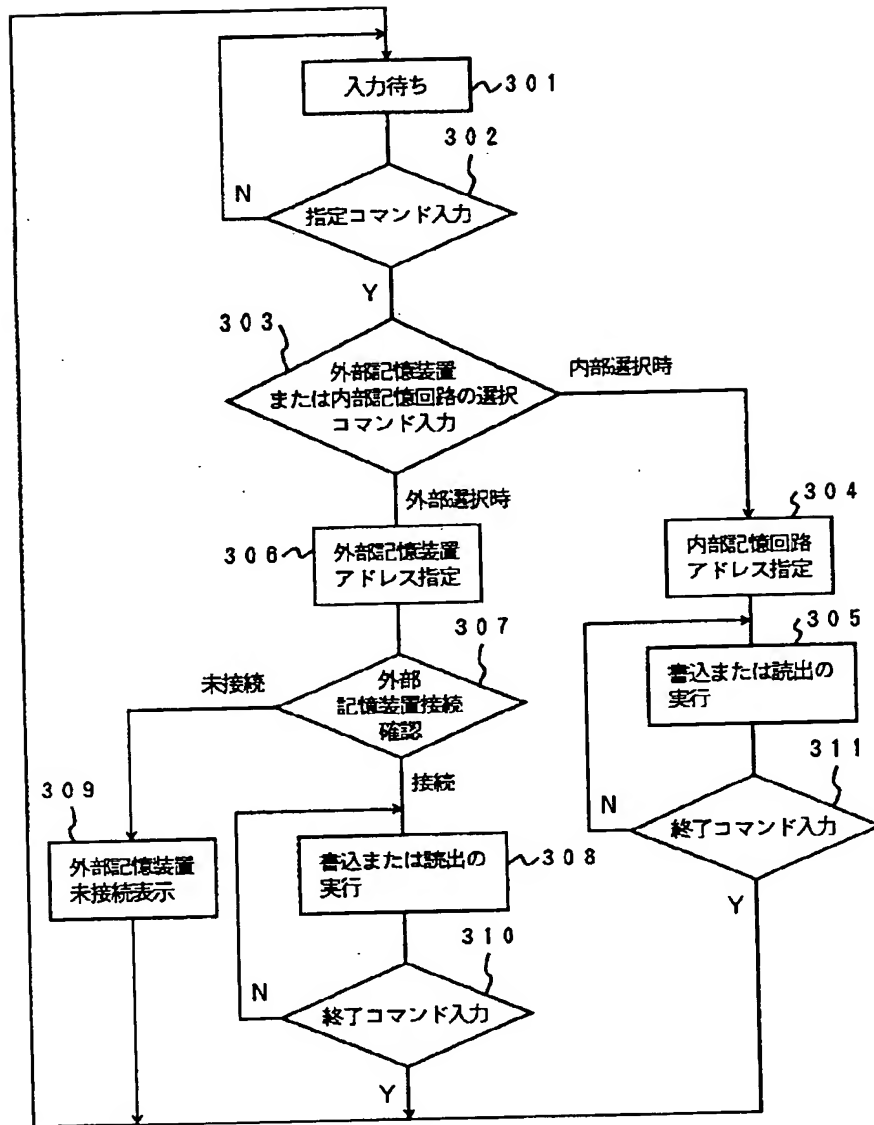 入力待ち
301
302
N
指定コマンド入力
Y
303
外部記憶装置
または内部記憶回路の選択
コマンド入力
内部選択時
外部選択時
304
306
外部記憶装置
アドレス指定
内部記憶回路
アドレス指定
307
305
未接続
外部
記憶装置接続
確認
書込または読出の
実行
接続
311
309
N
終了コマンド入力
外部記憶装置
未接続表示
書込または読出の
実行
308
Y
310
N
終了コマンド入力
Y